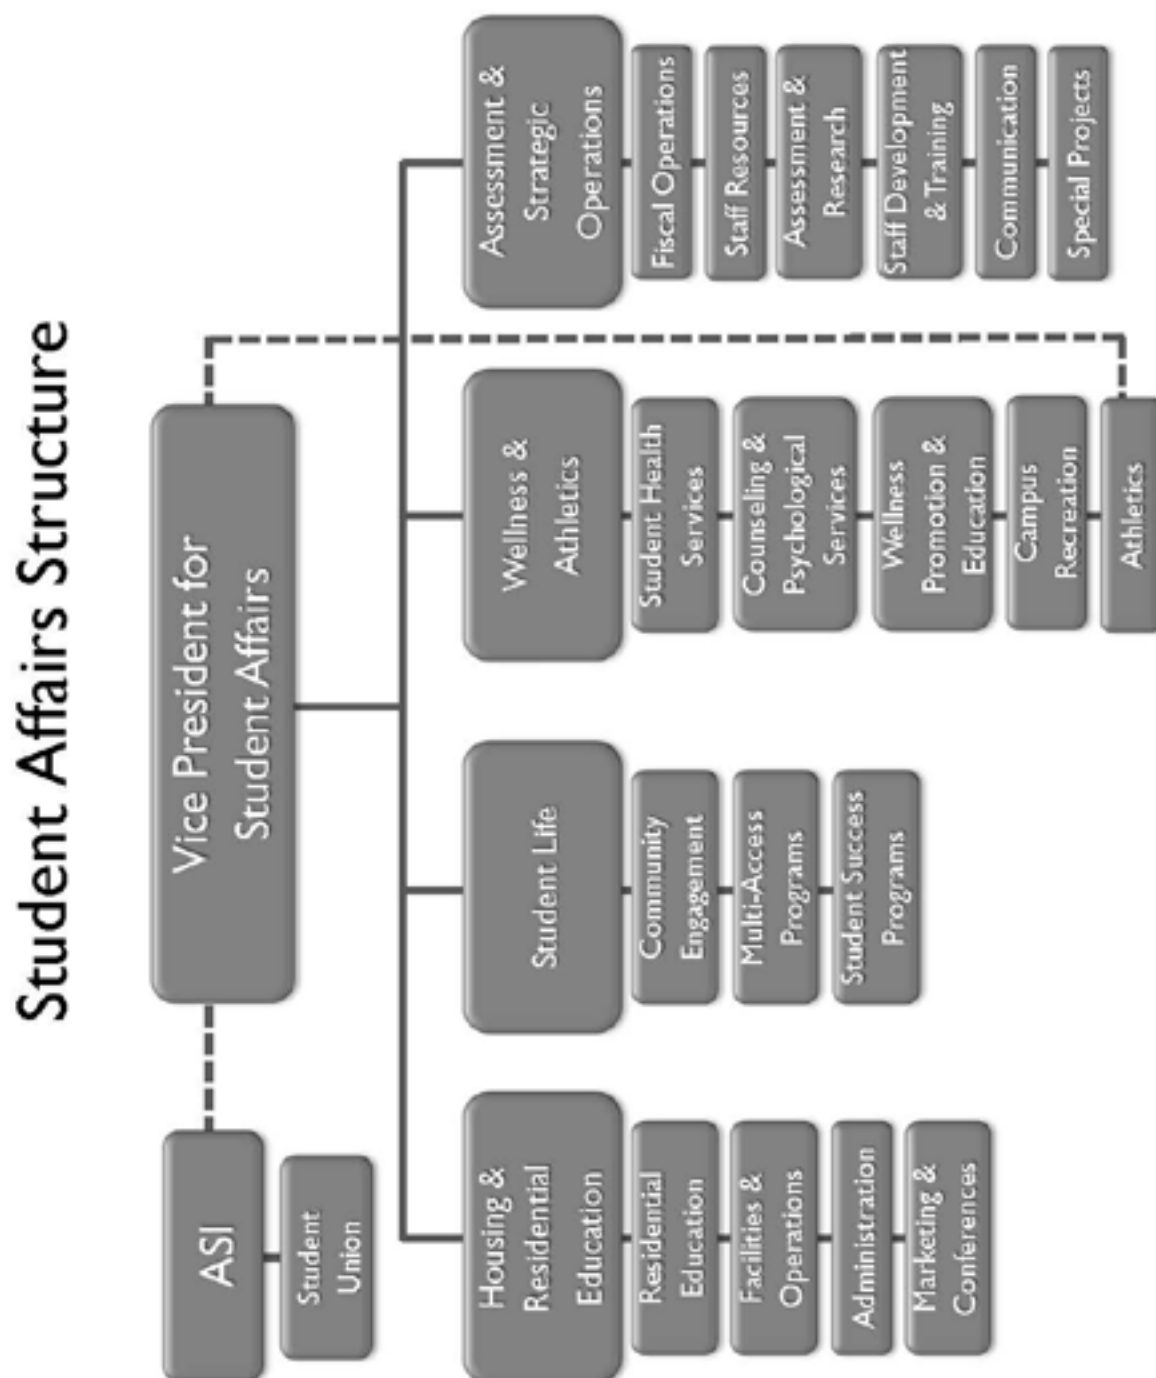 Student Affairs Structure
Vice President for
Student Affairs
ASI
Student
Union
Housing &
Residential
Education
Residential
Education
Facilities &
Operations
Administration
Marketing &
Conferences
Student Life
Community
Engagement
Multi-Access
Programs
Student Success
Programs
Wellness &
Athletics
Student Health
Services
Counseling &
Psychological
Services
Wellness
Promotion &
Education
Campus
Recreation
Athletics
Assessment &
Strategic
Operations
Fiscal Operations
Staff Resources
Assessment &
Research
Staff Development
& Training
Communication
Special Projects